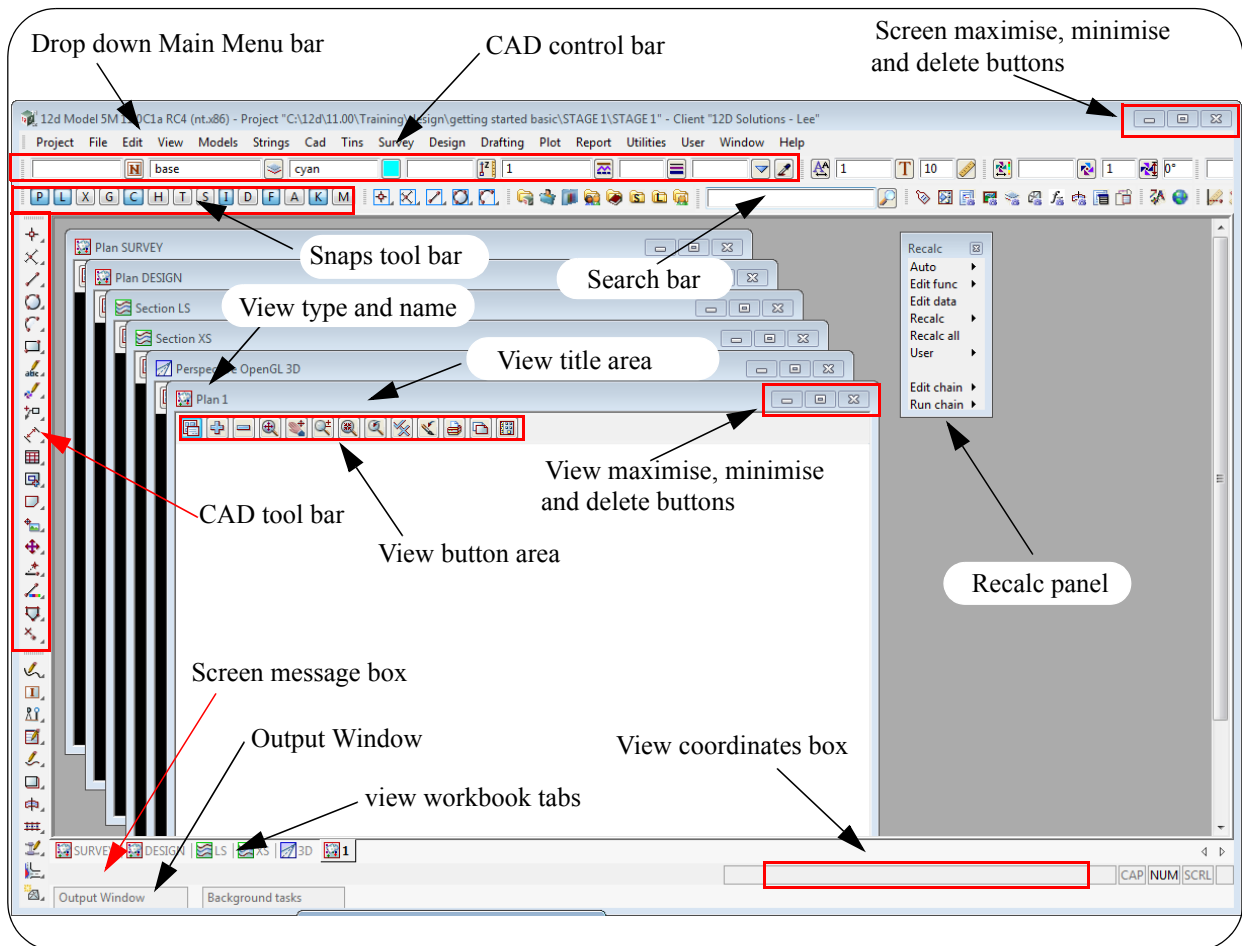 Drop down Main Menu bar
CAD control bar
Screen maximise, minimise
and delete buttons
12d Model 5M C1a RC4 (nt.x86) - Project "C:\12d\11.00\Training\design\getting started basic\STAGE 1\STAGE 1" - Client "12D Solutions - Lee"
Project File Edit View Models Strings Cad Tins Survey Design Drafting Plot Report Utilities User Window Help
N base cyan 1 1 T 10 1 0°
P L X G C H T S I D F A K M
Snaps tool bar
Search bar
Plan SURVEY
Plan DESIGN
Section LS
View type and name
Section XS
View title area
Perspective OpenGL 3D
Plan 1
Recalc
Auto
Edit func
Edit data
Recalc
Recalc all
User
Edit chain
Run chain
abc
View maximise, minimise
and delete buttons
CAD tool bar
View button area
Recalc panel
Screen message box
Output Window
View coordinates box
view workbook tabs
SURVEY DESIGN LS XS 3D 1
CAP NUM SCRL
Output Window Background tasks